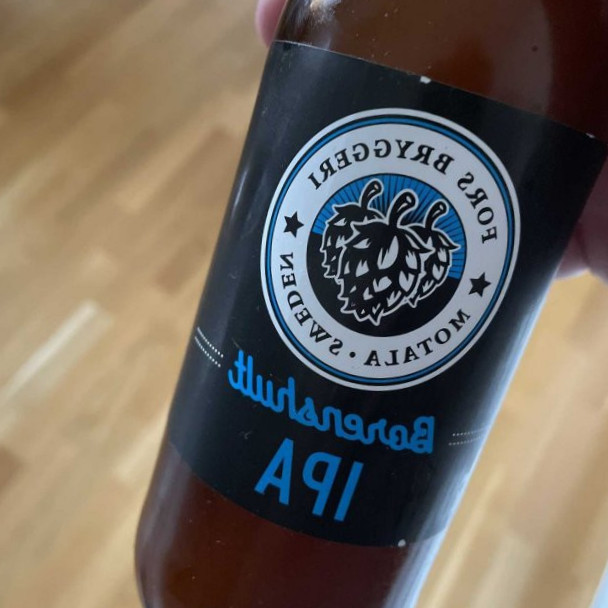 FORS BRYGGERI
MOTALA · SWEDEN
Borenshult
IPA